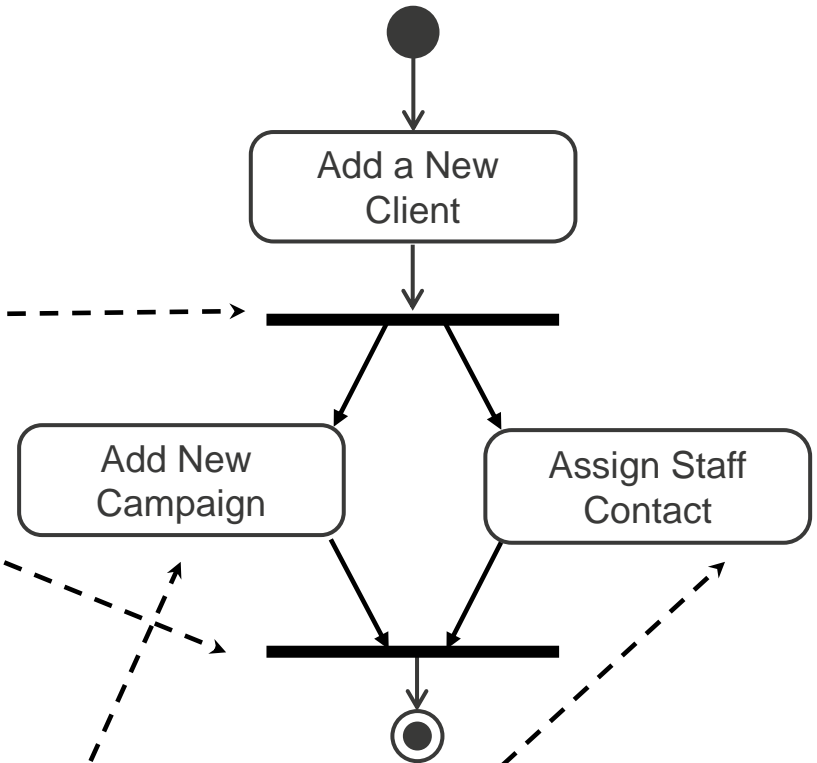 Add a New
Client
Add New
Campaign
Assign Staff
Contact